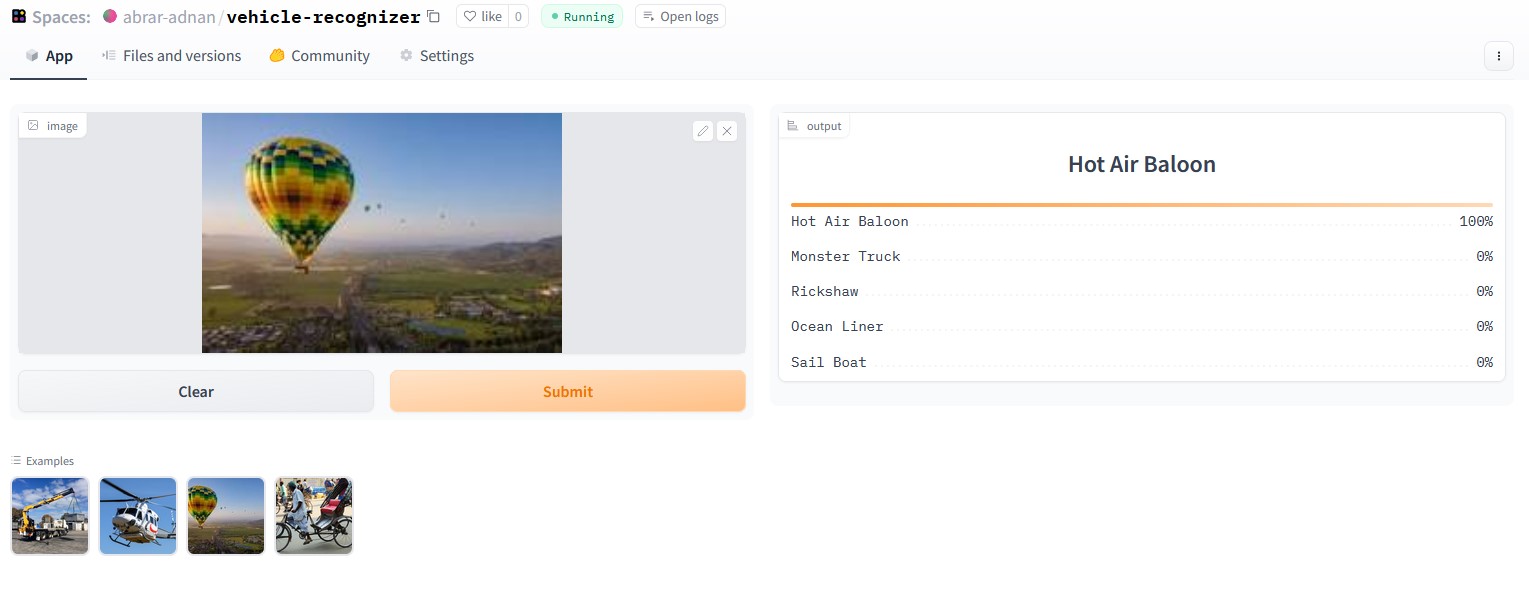 Spaces: abrar-adnan/vehicle-recognizer like 0 Running Open logs
App Files and versions Community Settings
image
Clear Submit
output
Hot Air Baloon
Hot Air Baloon 100%
Monster Truck 0%
Rickshaw 0%
Ocean Liner 0%
Sail Boat 0%
Examples